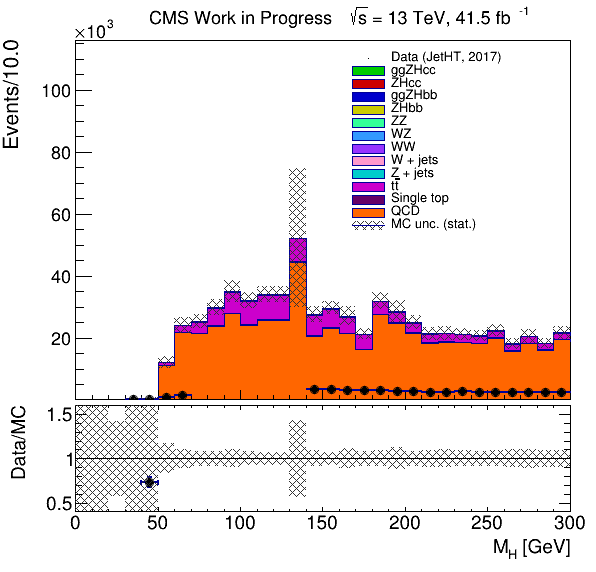 CMS Work in Progress √s = 13 TeV, 41.5 fb⁻¹
×10³
Events/10.0
100
80
60
40
20
Data (JetHT, 2017)
ggZHcc
ZHcc
ggZHbb
ZHbb
ZZ
WZ
WW
W + jets
Z + jets
tt̄
Single top
QCD
MC unc. (stat.)
Data/MC
1.5
1
0.5
0 50 100 150 200 250 300
M_H [GeV]